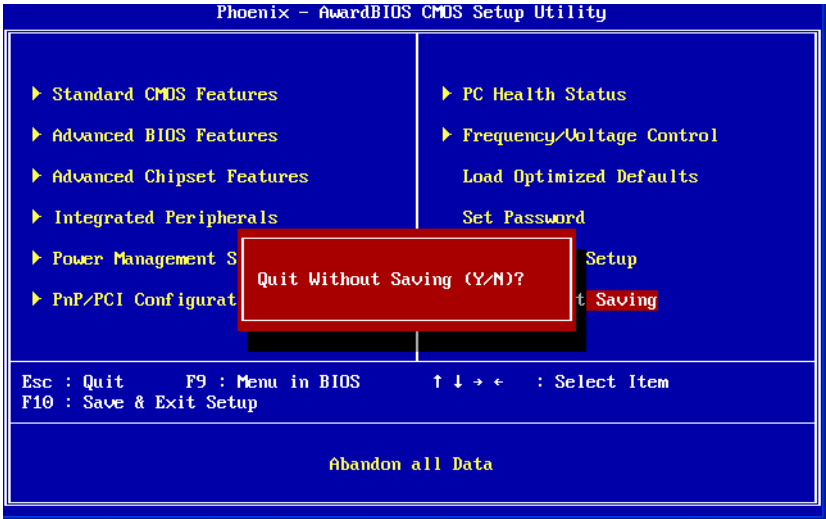 Phoenix - AwardBIOS CMOS Setup Utility
Standard CMOS Features
Advanced BIOS Features
Advanced Chipset Features
Integrated Peripherals
Power Management S
PnP/PCI Configurat
PC Health Status
Frequency/Voltage Control
Load Optimized Defaults
Set Password
Setup
t Saving
Quit Without Saving (Y/N)?
Esc : Quit F9 : Menu in BIOS ↑ ↓ → ← : Select Item
F10 : Save & Exit Setup
Abandon all Data